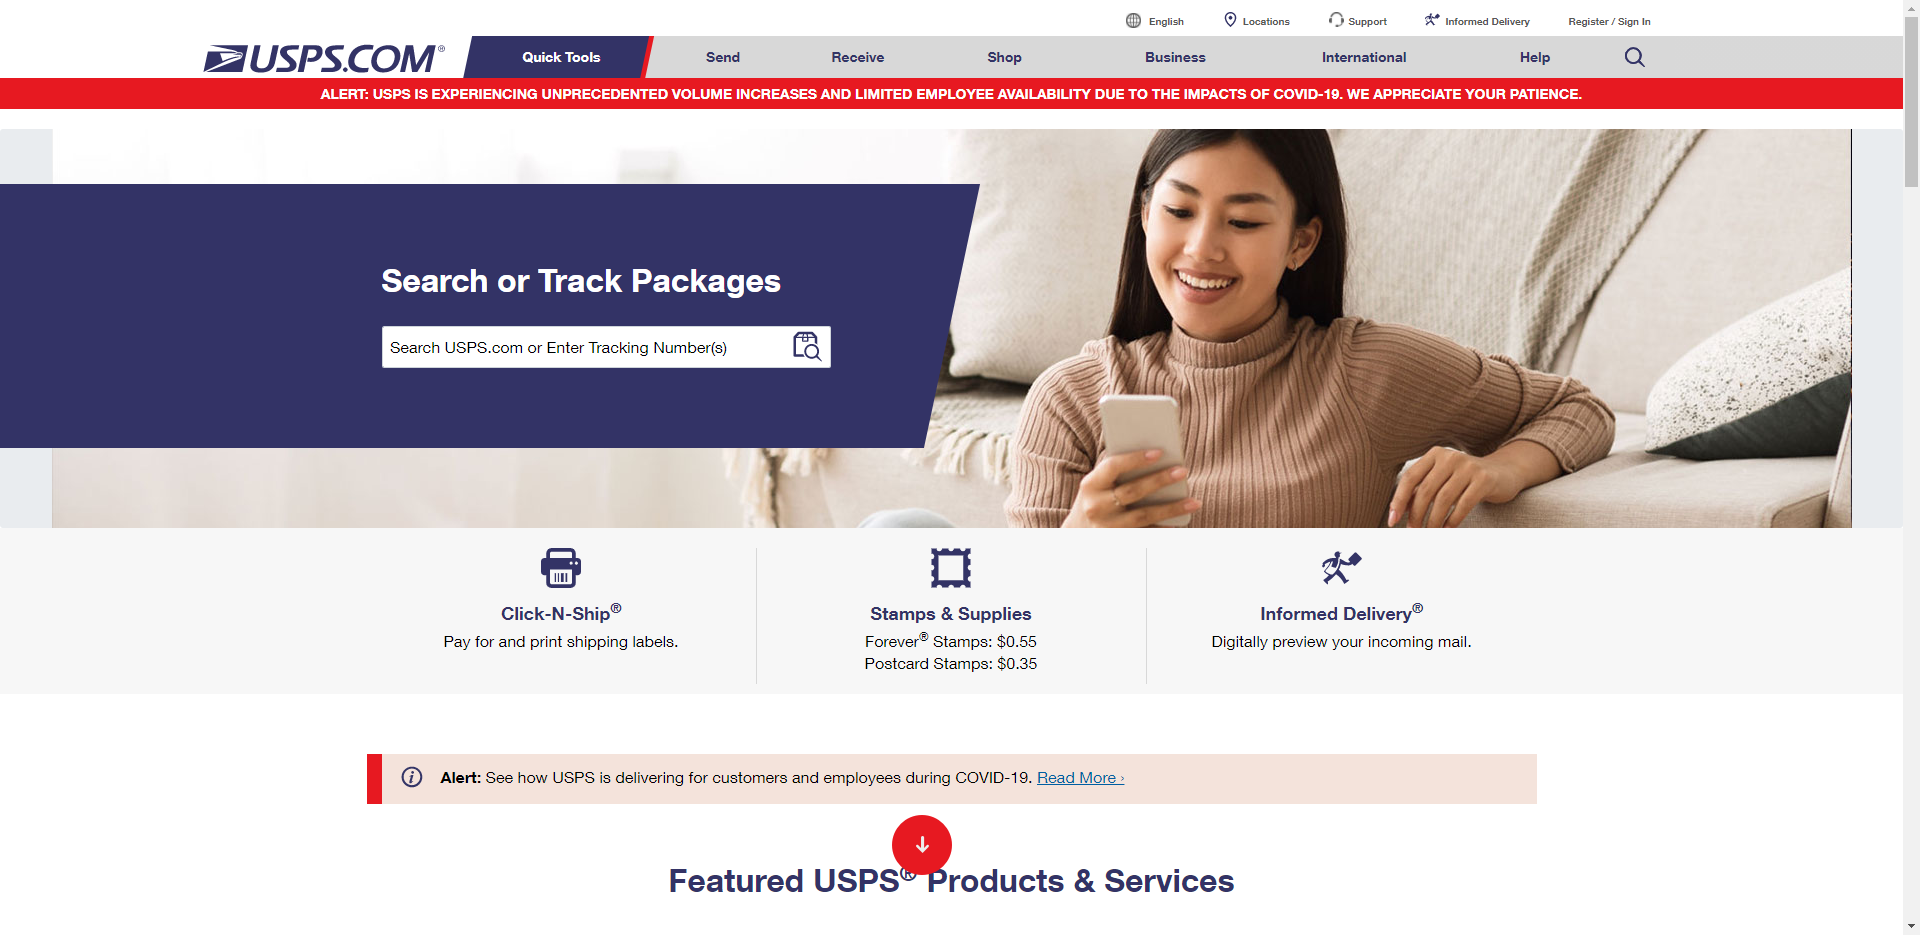 English
Locations
Support
Informed Delivery
Register / Sign In
USPS.COM®
Quick Tools
Send
Receive
Shop
Business
International
Help
ALERT: USPS IS EXPERIENCING UNPRECEDENTED VOLUME INCREASES AND LIMITED EMPLOYEE AVAILABILITY DUE TO THE IMPACTS OF COVID-19. WE APPRECIATE YOUR PATIENCE.
Search or Track Packages
Search USPS.com or Enter Tracking Number(s)
Click-N-Ship®
Pay for and print shipping labels.
Stamps & Supplies
Forever® Stamps: $0.55
Postcard Stamps: $0.35
Informed Delivery®
Digitally preview your incoming mail.
Alert: See how USPS is delivering for customers and employees during COVID-19. Read More ›
Featured USPS® Products & Services